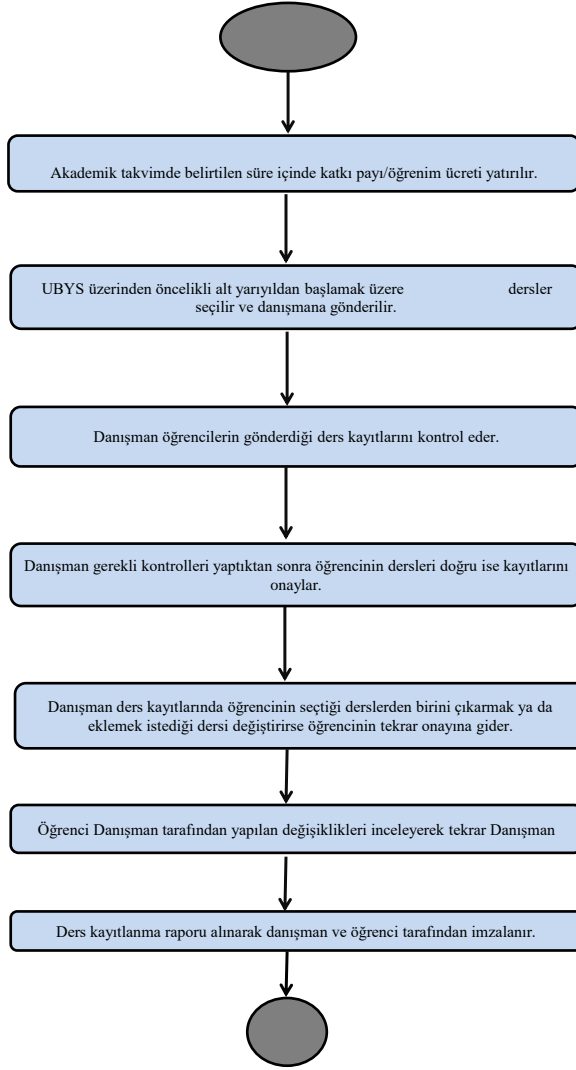 Akademik takvimde belirtilen süre içinde katkı payı/öğrenim ücreti yatırılır.
UBYS üzerinden öncelikli alt yarıyıldan başlamak üzere dersler
seçilir ve danışmana gönderilir.
Danışman öğrencilerin gönderdiği ders kayıtlarını kontrol eder.
Danışman gerekli kontrolleri yaptıktan sonra öğrencinin dersleri doğru ise kayıtlarını
onaylar.
Danışman ders kayıtlarında öğrencinin seçtiği derslerden birini çıkarmak ya da
eklemek istediği dersi değiştirirse öğrencinin tekrar onayına gider.
Öğrenci Danışman tarafından yapılan değişiklikleri inceleyerek tekrar Danışman
Ders kayıtlanma raporu alınarak danışman ve öğrenci tarafından imzalanır.